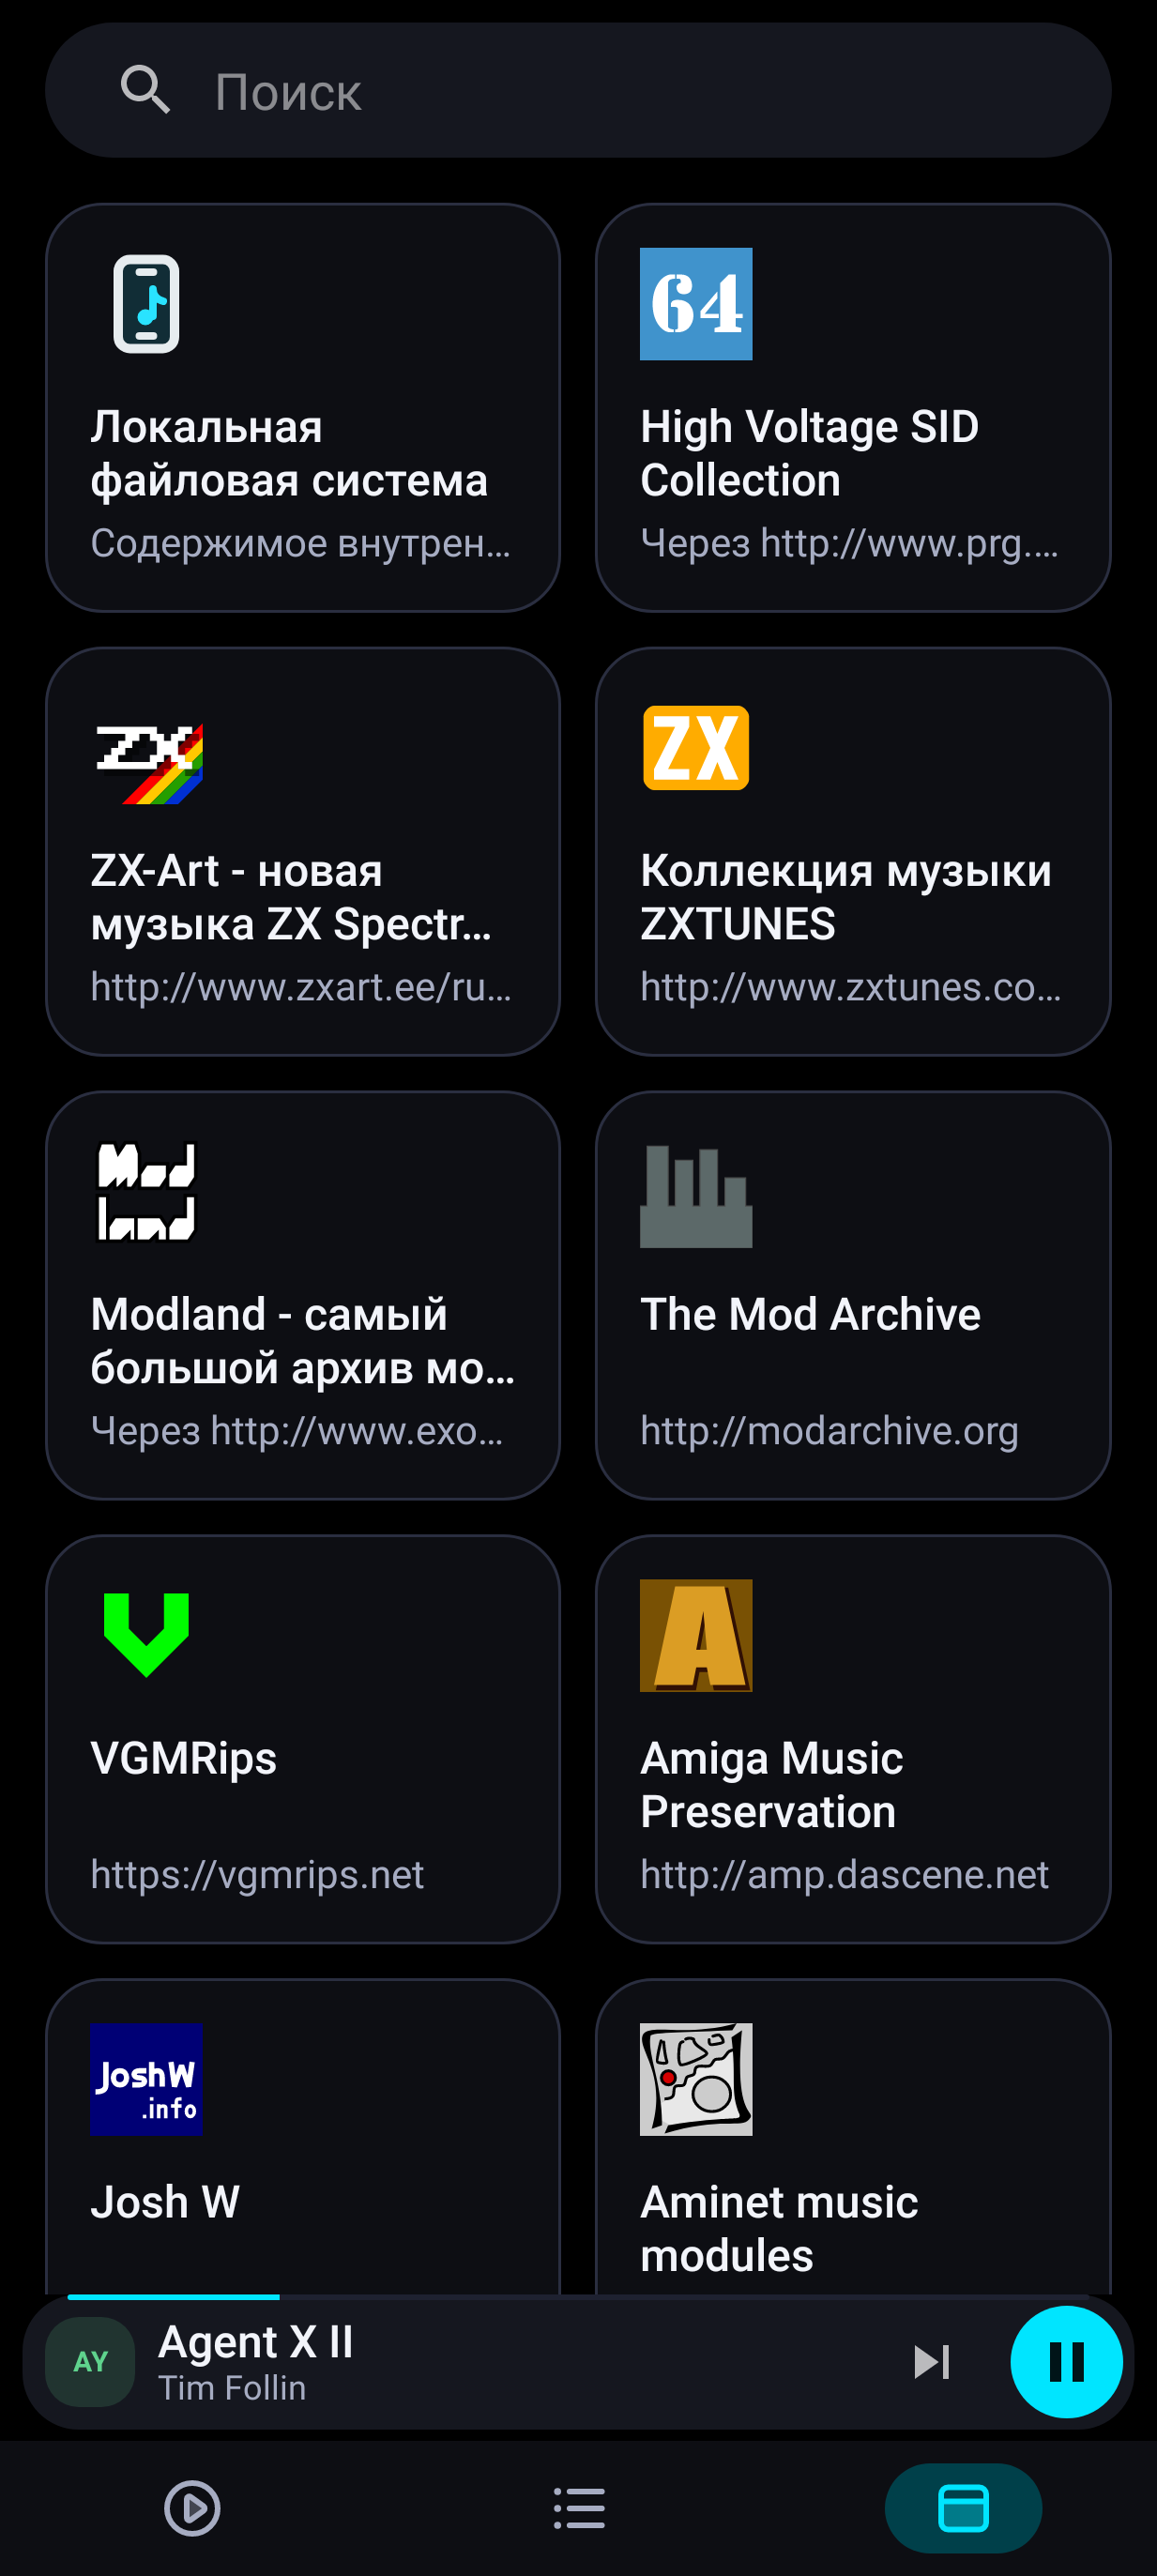 Поиск
64
Локальная
файловая система
Содержимое внутрен...
High Voltage SID
Collection
Через http://www.prg....
ZX
ZX-Art - новая
музыка ZX Spectr...
http://www.zxart.ee/ru...
ZX
Коллекция музыки
ZXTUNES
http://www.zxtunes.co...
Mod
land
Modland - самый
большой архив мо...
Через http://www.exo...
The Mod Archive
http://modarchive.org
VGMRips
https://vgmrips.net
A
Amiga Music
Preservation
http://amp.dascene.net
JoshW
.info
Josh W
Aminet music
modules
AY
Agent X II
Tim Follin